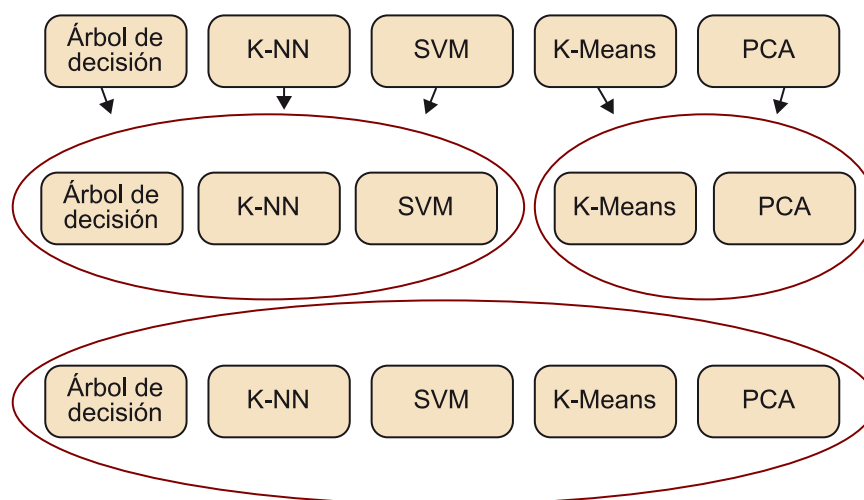 Árbol de
decisión
K-NN
SVM
K-Means
PCA
Árbol de
decisión
K-NN
SVM
K-Means
PCA
Árbol de
decisión
K-NN
SVM
K-Means
PCA